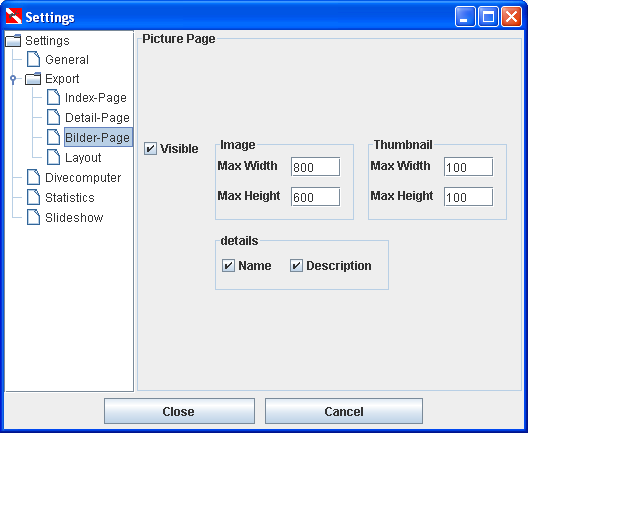 Settings
Settings
General
Export
Index-Page
Detail-Page
Bilder-Page
Layout
Divecomputer
Statistics
Slideshow
Picture Page
Visible
Image
Max Width 800
Max Height 600
Thumbnail
Max Width 100
Max Height 100
details
Name Description
Close Cancel